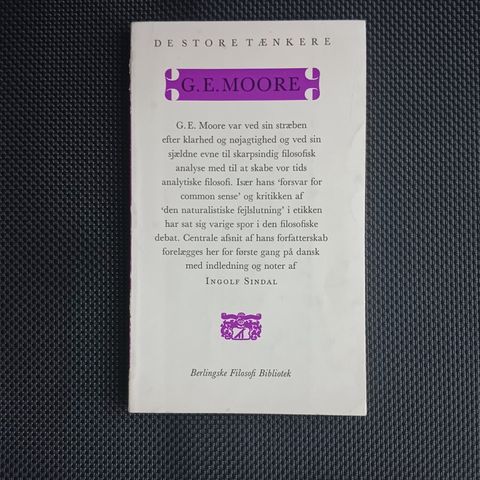 DE STORE TÆNKERE
G. E. MOORE
G. E. Moore var ved sin stræben
efter klarhed og nøjagtighed og ved sin
sjældne evne til skarpsindig filosofisk
analyse med til at skabe vor tids
analytiske filosofi. Især hans ‘forsvar for
common sense’ og kritikken af
‘den naturalistiske fejlslutning’ i etikken
har sat sig varige spor i den filosofiske
debat. Centrale afsnit af hans forfatterskab
forelægges her for første gang på dansk
med indledning og noter af
INGOLF SINDAL
Berlingske Filosofi Bibliotek